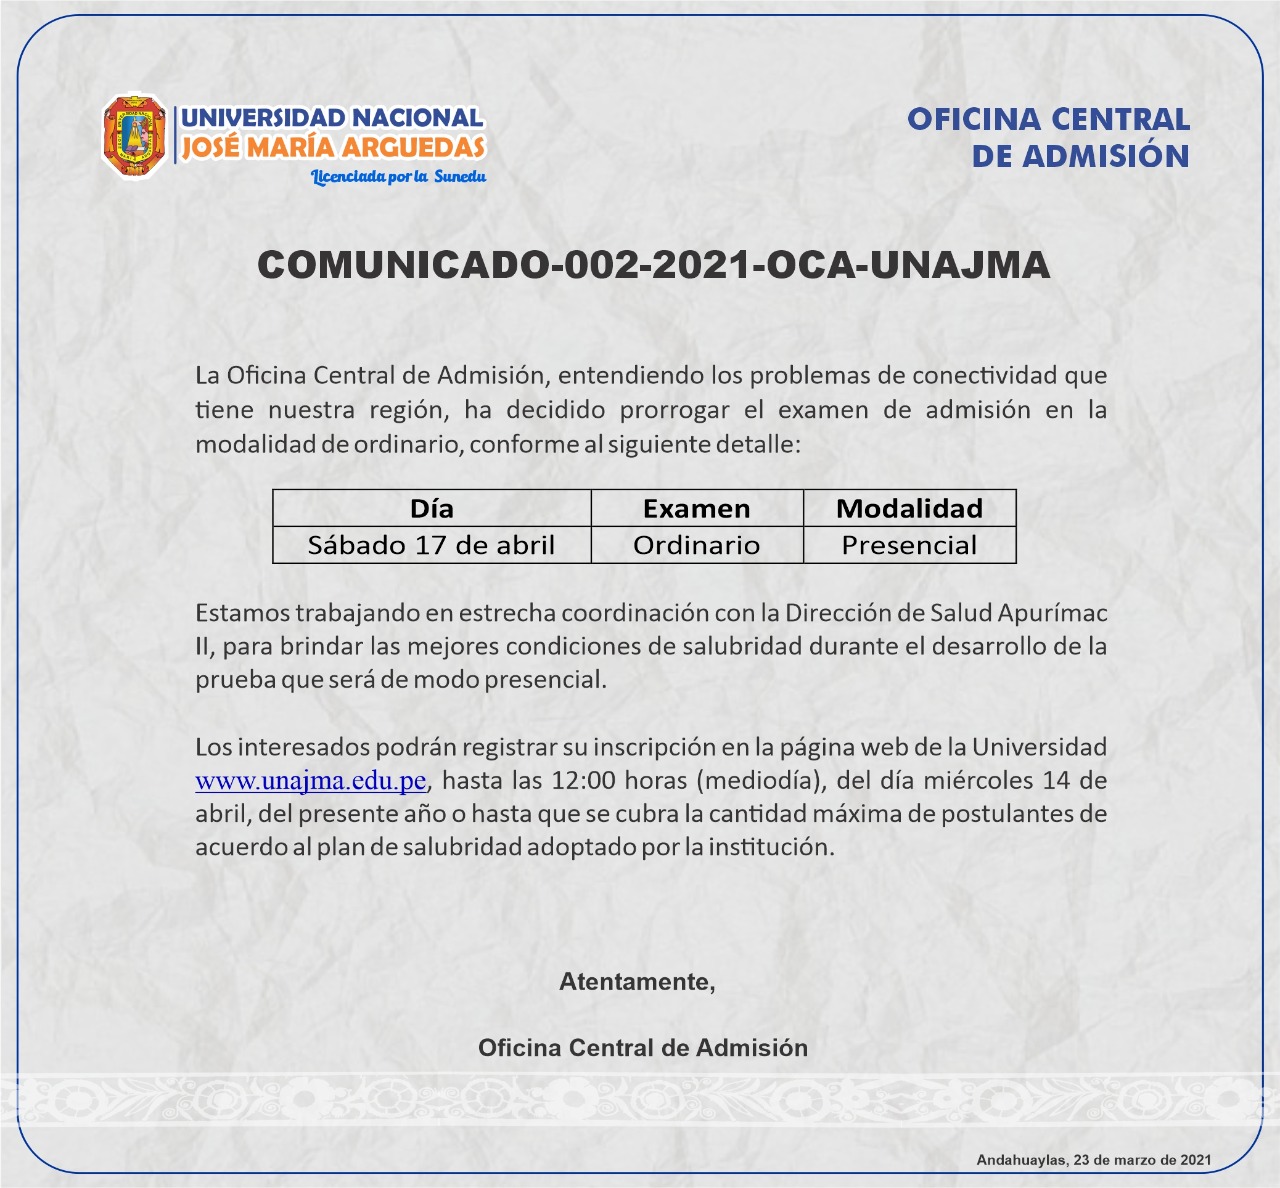 UNIVERSIDAD NACIONAL
JOSÉ MARÍA ARGUEDAS
Licenciada por la Sunedu
OFICINA CENTRAL
DE ADMISIÓN
COMUNICADO-002-2021-OCA-UNAJMA
La Oficina Central de Admisión, entendiendo los problemas de conectividad que
tiene nuestra región, ha decidido prorrogar el examen de admisión en la
modalidad de ordinario, conforme al siguiente detalle:
Día Examen Modalidad
Sábado 17 de abril Ordinario Presencial
Estamos trabajando en estrecha coordinación con la Dirección de Salud Apurímac
II, para brindar las mejores condiciones de salubridad durante el desarrollo de la
prueba que será de modo presencial.
Los interesados podrán registrar su inscripción en la página web de la Universidad
www.unajma.edu.pe, hasta las 12:00 horas (mediodía), del día miércoles 14 de
abril, del presente año o hasta que se cubra la cantidad máxima de postulantes de
acuerdo al plan de salubridad adoptado por la institución.
Atentamente,
Oficina Central de Admisión
Andahuaylas, 23 de marzo de 2021